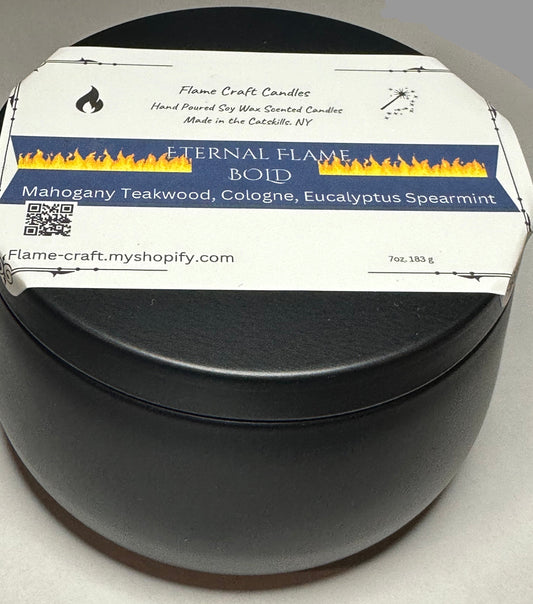 Flame Craft Candles
Hand Poured Soy Wax Scented Candles
Made in the Catskills, NY
ETERNAL FLAME
BOLD
Mahogany Teakwood, Cologne, Eucalyptus Spearmint
Flame-craft.myshopify.com
7oz, 183 g